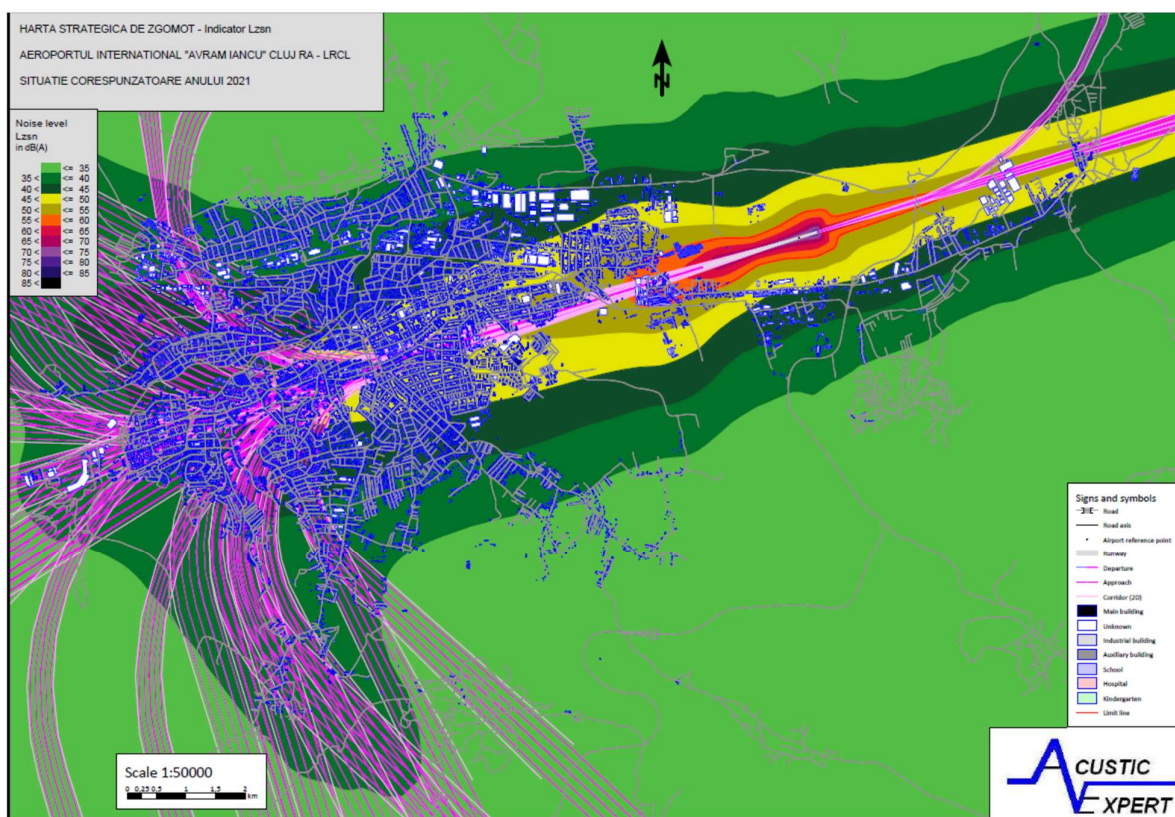 HARTA STRATEGICA DE ZGOMOT - Indicator Lzsn
AEROPORTUL INTERNATIONAL "AVRAM IANCU" CLUJ RA - LRCL
SITUATIE CORESPUNZATOARE ANULUI 2021
N
Noise level
Lzsn
in dB(A)
<= 35
35 < <= 40
40 < <= 45
45 < <= 50
50 < <= 55
55 < <= 60
60 < <= 65
65 < <= 70
70 < <= 75
75 < <= 80
80 < <= 85
85 <
Signs and symbols
Road
Road axis
Airport reference point
Runway
Departure
Approach
Corridor (2D)
Main building
Unknown
Industrial building
Auxiliary building
School
Hospital
Kindergarten
Limit line
Scale 1:50000
0 0,25 0,5 1 1,5 2
km
ACUSTIC
EXPERT